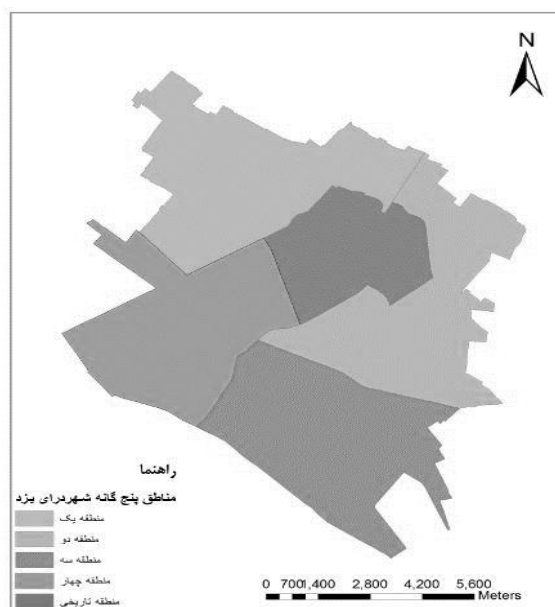 N
راهنما
مناطق پنج گانه شهردرای یزد
منطقه یک
منطقه دو
منطقه سه
منطقه چهار
منطقه تاریخی
0 700 1,400 2,800 4,200 5,600
Meters